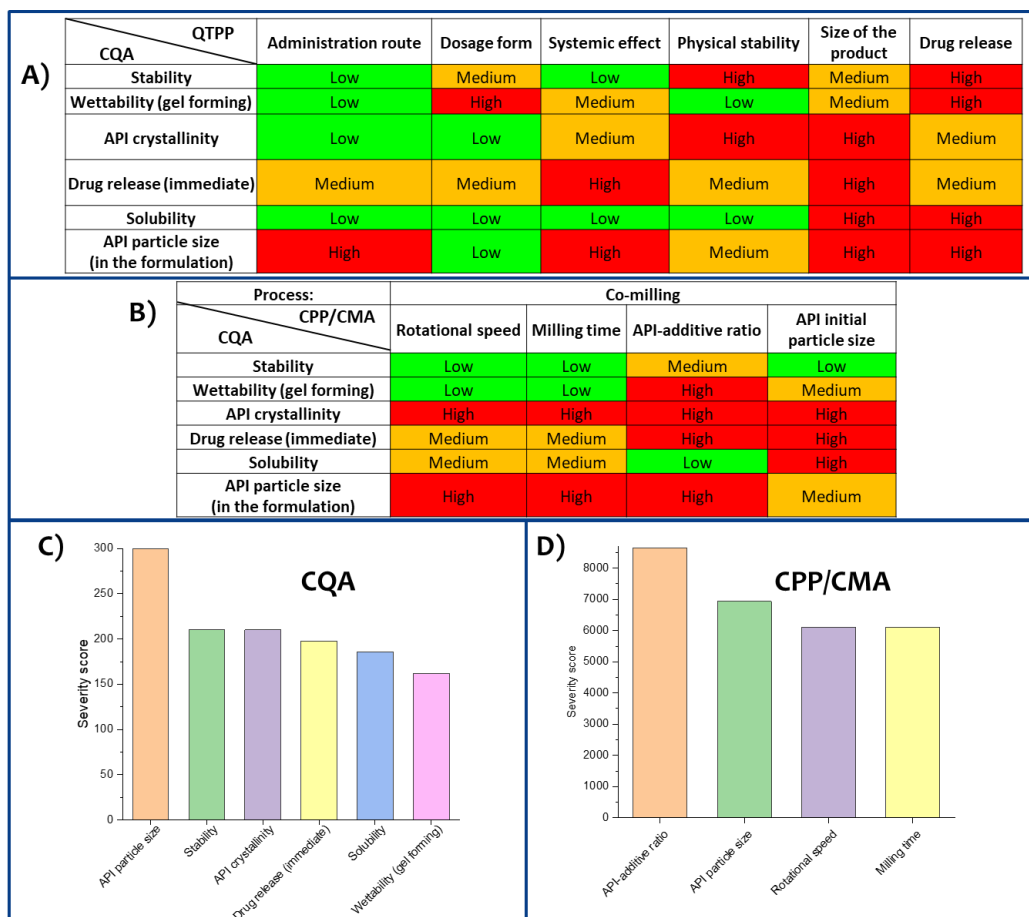 A)
QTPP
CQA
Administration route Dosage form Systemic effect Physical stability Size of the product Drug release
Stability Low Medium Low High Medium High
Wettability (gel forming) Low High Medium Low Medium High
API crystallinity Low Low Medium High High Medium
Drug release (immediate) Medium Medium High Medium High Medium
Solubility Low Low Low Low High High
API particle size
(in the formulation) High Low High Medium High High
B)
Process: Co-milling
CPP/CMA
CQA
Rotational speed Milling time API-additive ratio API initial particle size
Stability Low Low Medium Low
Wettability (gel forming) Low Low High Medium
API crystallinity High High High High
Drug release (immediate) Medium Medium High High
Solubility Medium Medium Low High
API particle size
(in the formulation) High High High Medium
C)
CQA
Severity score
300
250
200
150
100
50
0
API particle size
Stability
API crystallinity
Drug release (immediate)
Solubility
Wettability (gel forming)
D)
CPP/CMA
Severity score
8000
7000
6000
5000
4000
3000
2000
1000
0
API-additive ratio
API particle size
Rotational speed
Milling time